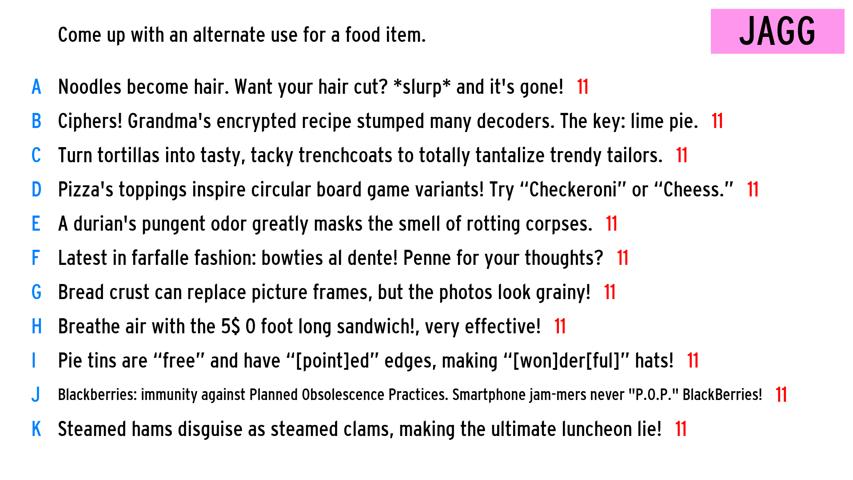 Come up with an alternate use for a food item.
JAGG
A Noodles become hair. Want your hair cut? *slurp* and it's gone! 11
B Ciphers! Grandma's encrypted recipe stumped many decoders. The key: lime pie. 11
C Turn tortillas into tasty, tacky trenchcoats to totally tantalize trendy tailors. 11
D Pizza's toppings inspire circular board game variants! Try “Checkeroni” or “Cheess.” 11
E A durian's pungent odor greatly masks the smell of rotting corpses. 11
F Latest in farfalle fashion: bowties al dente! Penne for your thoughts? 11
G Bread crust can replace picture frames, but the photos look grainy! 11
H Breathe air with the 5$ 0 foot long sandwich!, very effective! 11
I Pie tins are “free” and have “[point]ed” edges, making “[won]der[ful]” hats! 11
J Blackberries: immunity against Planned Obsolescence Practices. Smartphone jam-mers never "P.O.P." BlackBerries! 11
K Steamed hams disguise as steamed clams, making the ultimate luncheon lie! 11